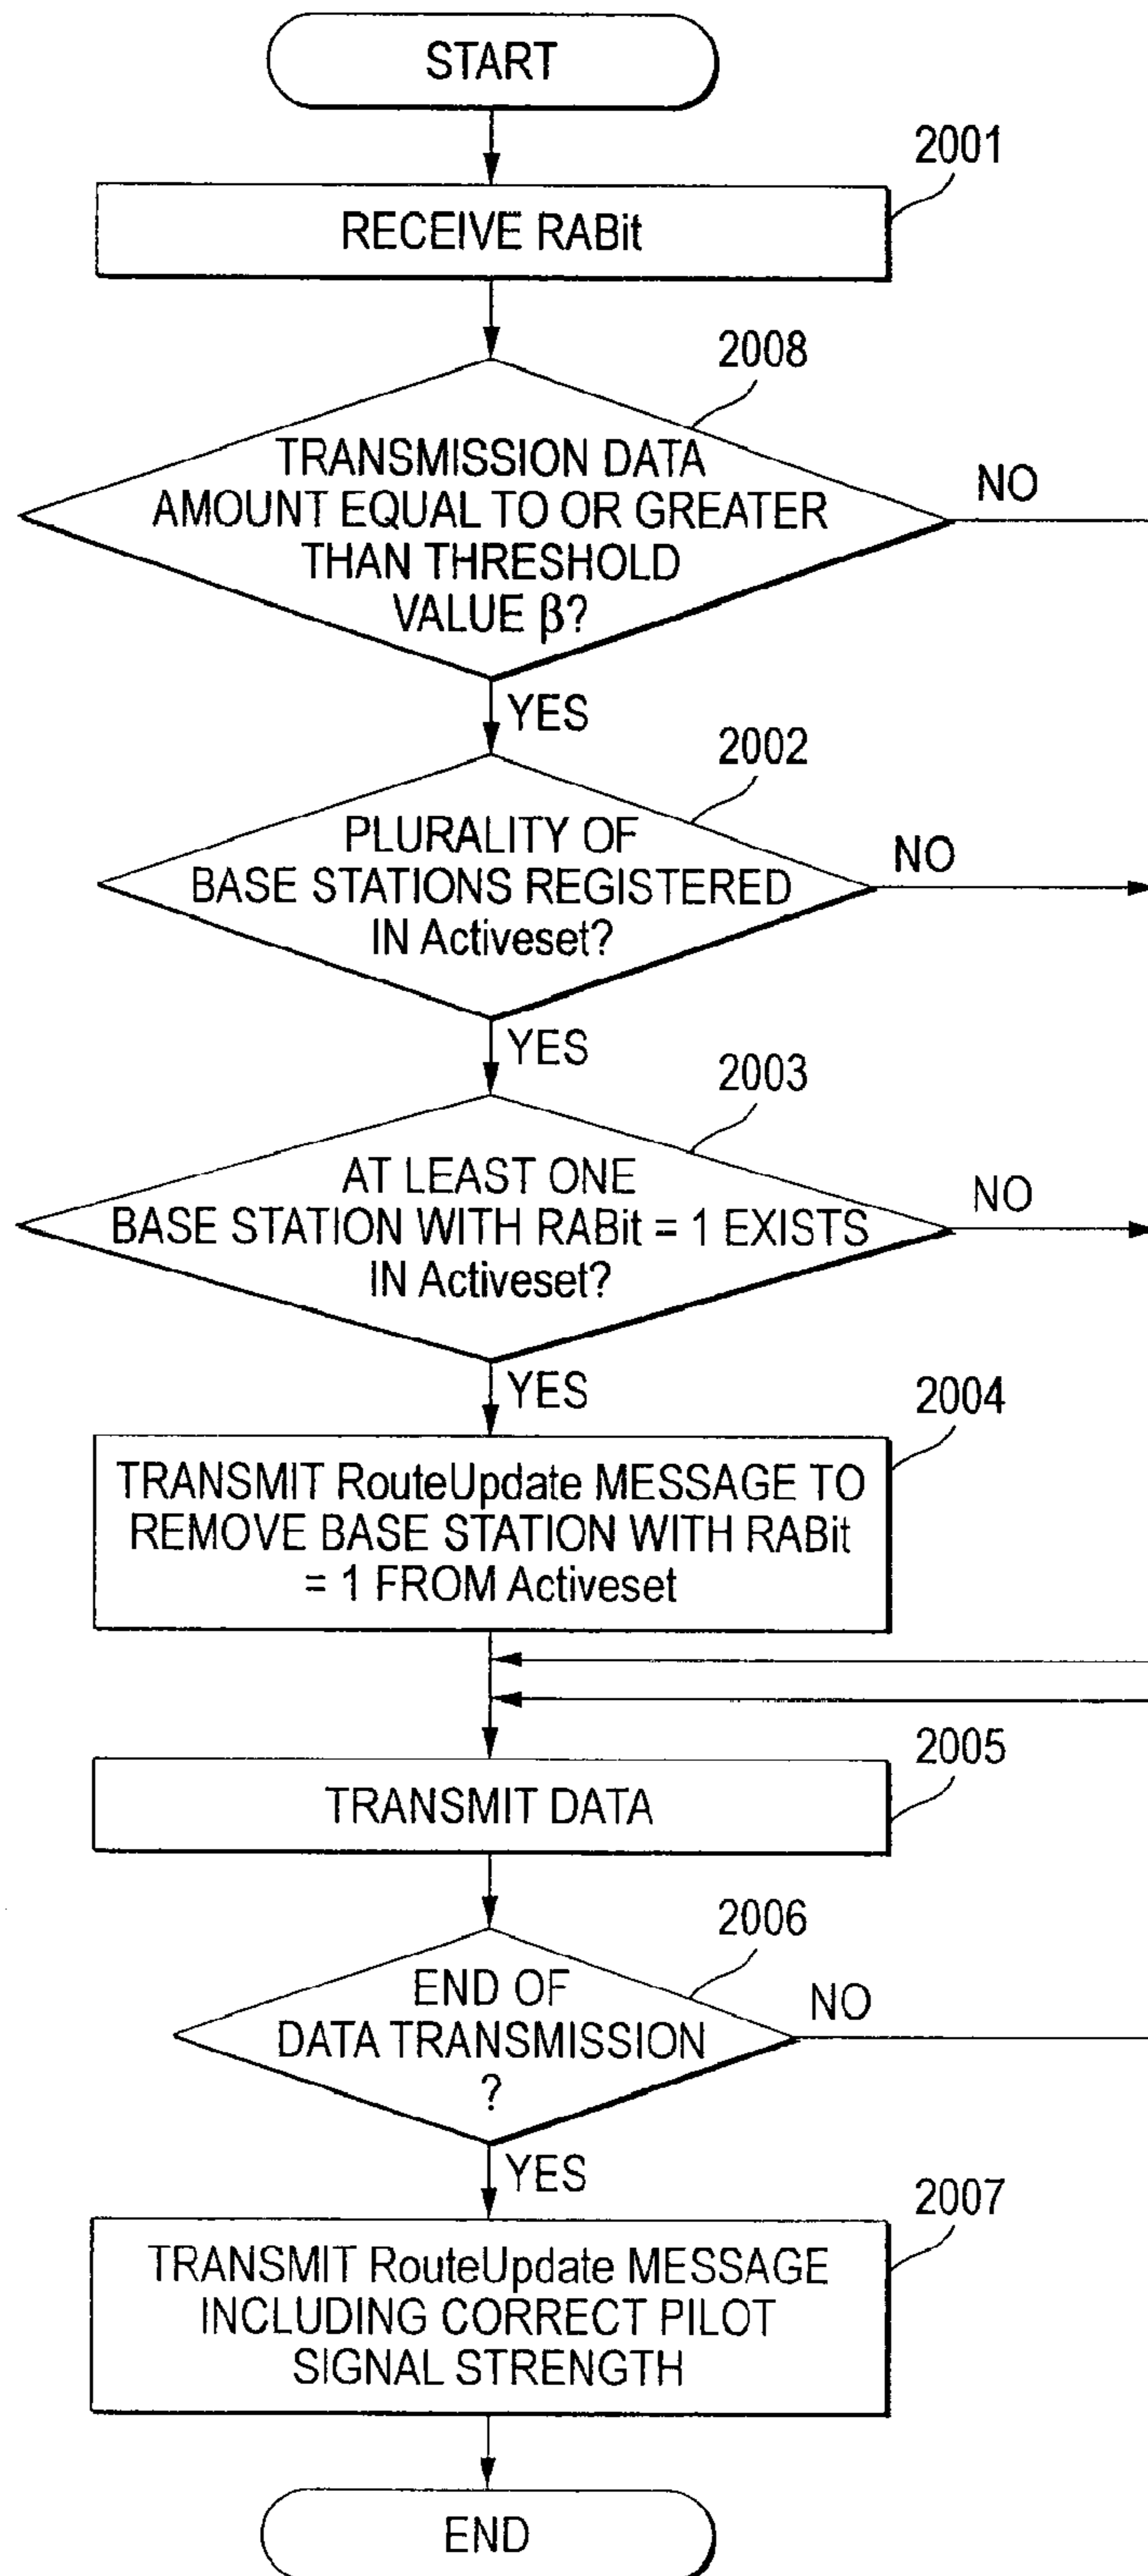 START
2001
RECEIVE RABit
2008
TRANSMISSION DATA
AMOUNT EQUAL TO OR GREATER
THAN THRESHOLD
VALUE β?
NO
YES
2002
PLURALITY OF
BASE STATIONS REGISTERED
IN Activeset?
NO
YES
2003
AT LEAST ONE
BASE STATION WITH RABit = 1 EXISTS
IN Activeset?
NO
YES
2004
TRANSMIT RouteUpdate MESSAGE TO
REMOVE BASE STATION WITH RABit
= 1 FROM Activeset
2005
TRANSMIT DATA
2006
END OF
DATA TRANSMISSION
?
NO
YES
2007
TRANSMIT RouteUpdate MESSAGE
INCLUDING CORRECT PILOT
SIGNAL STRENGTH
END